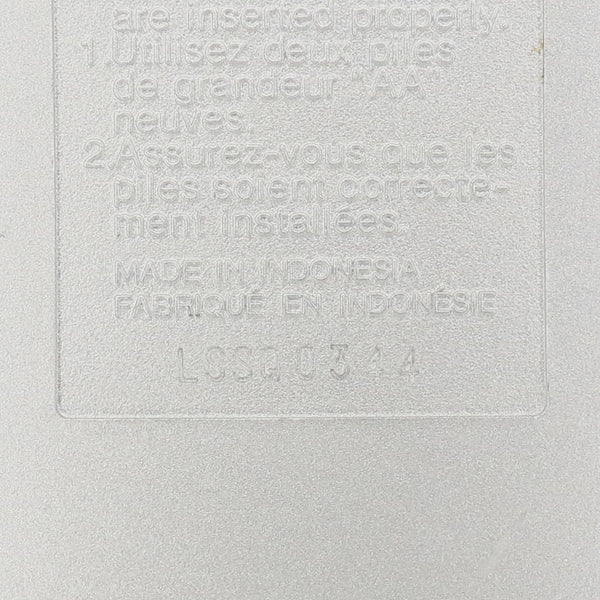 are inserted properly.
1.Utilisez deux piles
de grandeur "AA"
neuves.
2.Assurez-vous que les
piles soient correcte-
ment installées.
MADE IN INDONESIA
FABRIQUÉ EN INDONÉSIE
LSSQ0344